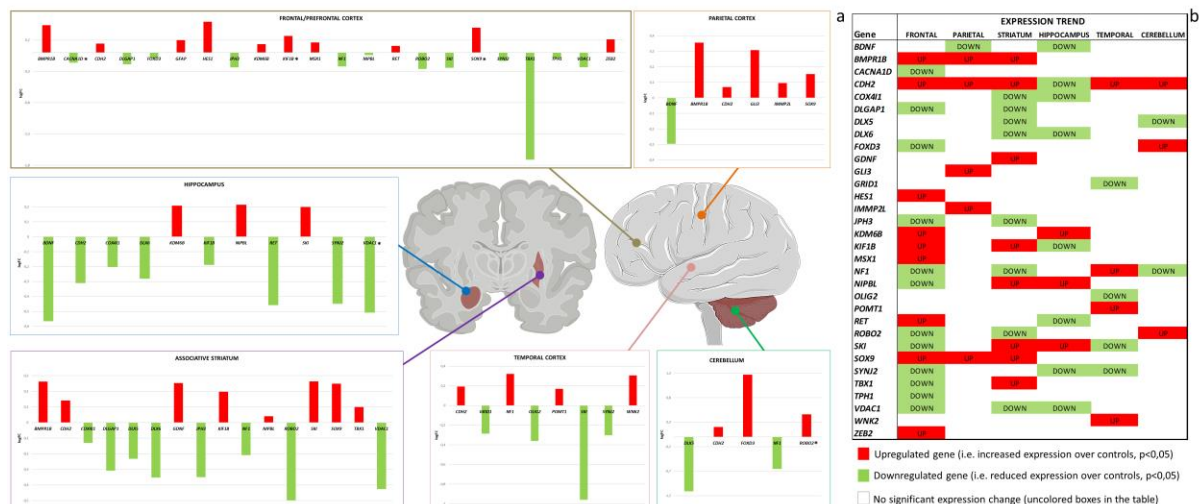 FRONTAL/PREFRONTAL CORTEX
BMPR1B CACNA1D * CDH2 DLGAP1 FOXD3 GFAP HES1 JPH3 KDM6B KIF1B * MSX1 NF1 NIPBL RET ROBO2 SKI SOX9 * SYNJ2 TBX1 TPH1 VDAC1 ZEB2
logFC
PARIETAL CORTEX
BDNF BMPR1B CDH2 GLI3 IMMP2L SOX9
logFC
HIPPOCAMPUS
BDNF CDH2 COX4I1 DLX6 KDM6B KIF1B NIPBL RET SKI SYNJ2 VDAC1 *
logFC
ASSOCIATIVE STRIATUM
BMPR1B CDH2 COX4I1 DLGAP1 DLX5 DLX6 GDNF JPH3 KIF1B NF1 NIPBL ROBO2 SKI SOX9 TBX1 VDAC1
logFC
TEMPORAL CORTEX
CDH2 GRID1 NF1 OLIG2 POMT1 SKI SYNJ2 WNK2
logFC
CEREBELLUM
DLX5 CDH2 FOXD3 NF1 ROBO2 *
logFC
a
b
EXPRESSION TREND
Gene FRONTAL PARIETAL STRIATUM HIPPOCAMPUS TEMPORAL CEREBELLUM
BDNF DOWN DOWN
BMPR1B UP UP UP
CACNA1D DOWN
CDH2 UP UP UP DOWN UP UP
COX4I1 DOWN DOWN
DLGAP1 DOWN DOWN
DLX5 DOWN DOWN
DLX6 DOWN DOWN
FOXD3 DOWN UP
GDNF UP
GLI3 UP
GRID1 DOWN
HES1 UP
IMMP2L UP
JPH3 DOWN DOWN
KDM6B UP UP
KIF1B UP UP DOWN
MSX1 UP
NF1 DOWN DOWN UP DOWN
NIPBL DOWN UP UP
OLIG2 DOWN
POMT1 UP
RET UP DOWN
ROBO2 DOWN DOWN UP
SKI DOWN UP UP DOWN
SOX9 UP UP UP
SYNJ2 DOWN DOWN DOWN
TBX1 DOWN UP
TPH1 DOWN
VDAC1 DOWN DOWN DOWN
WNK2 UP
ZEB2 UP
Upregulated gene (i.e. increased expression over controls, p<0,05)
Downregulated gene (i.e. reduced expression over controls, p<0,05)
No significant expression change (uncolored boxes in the table)